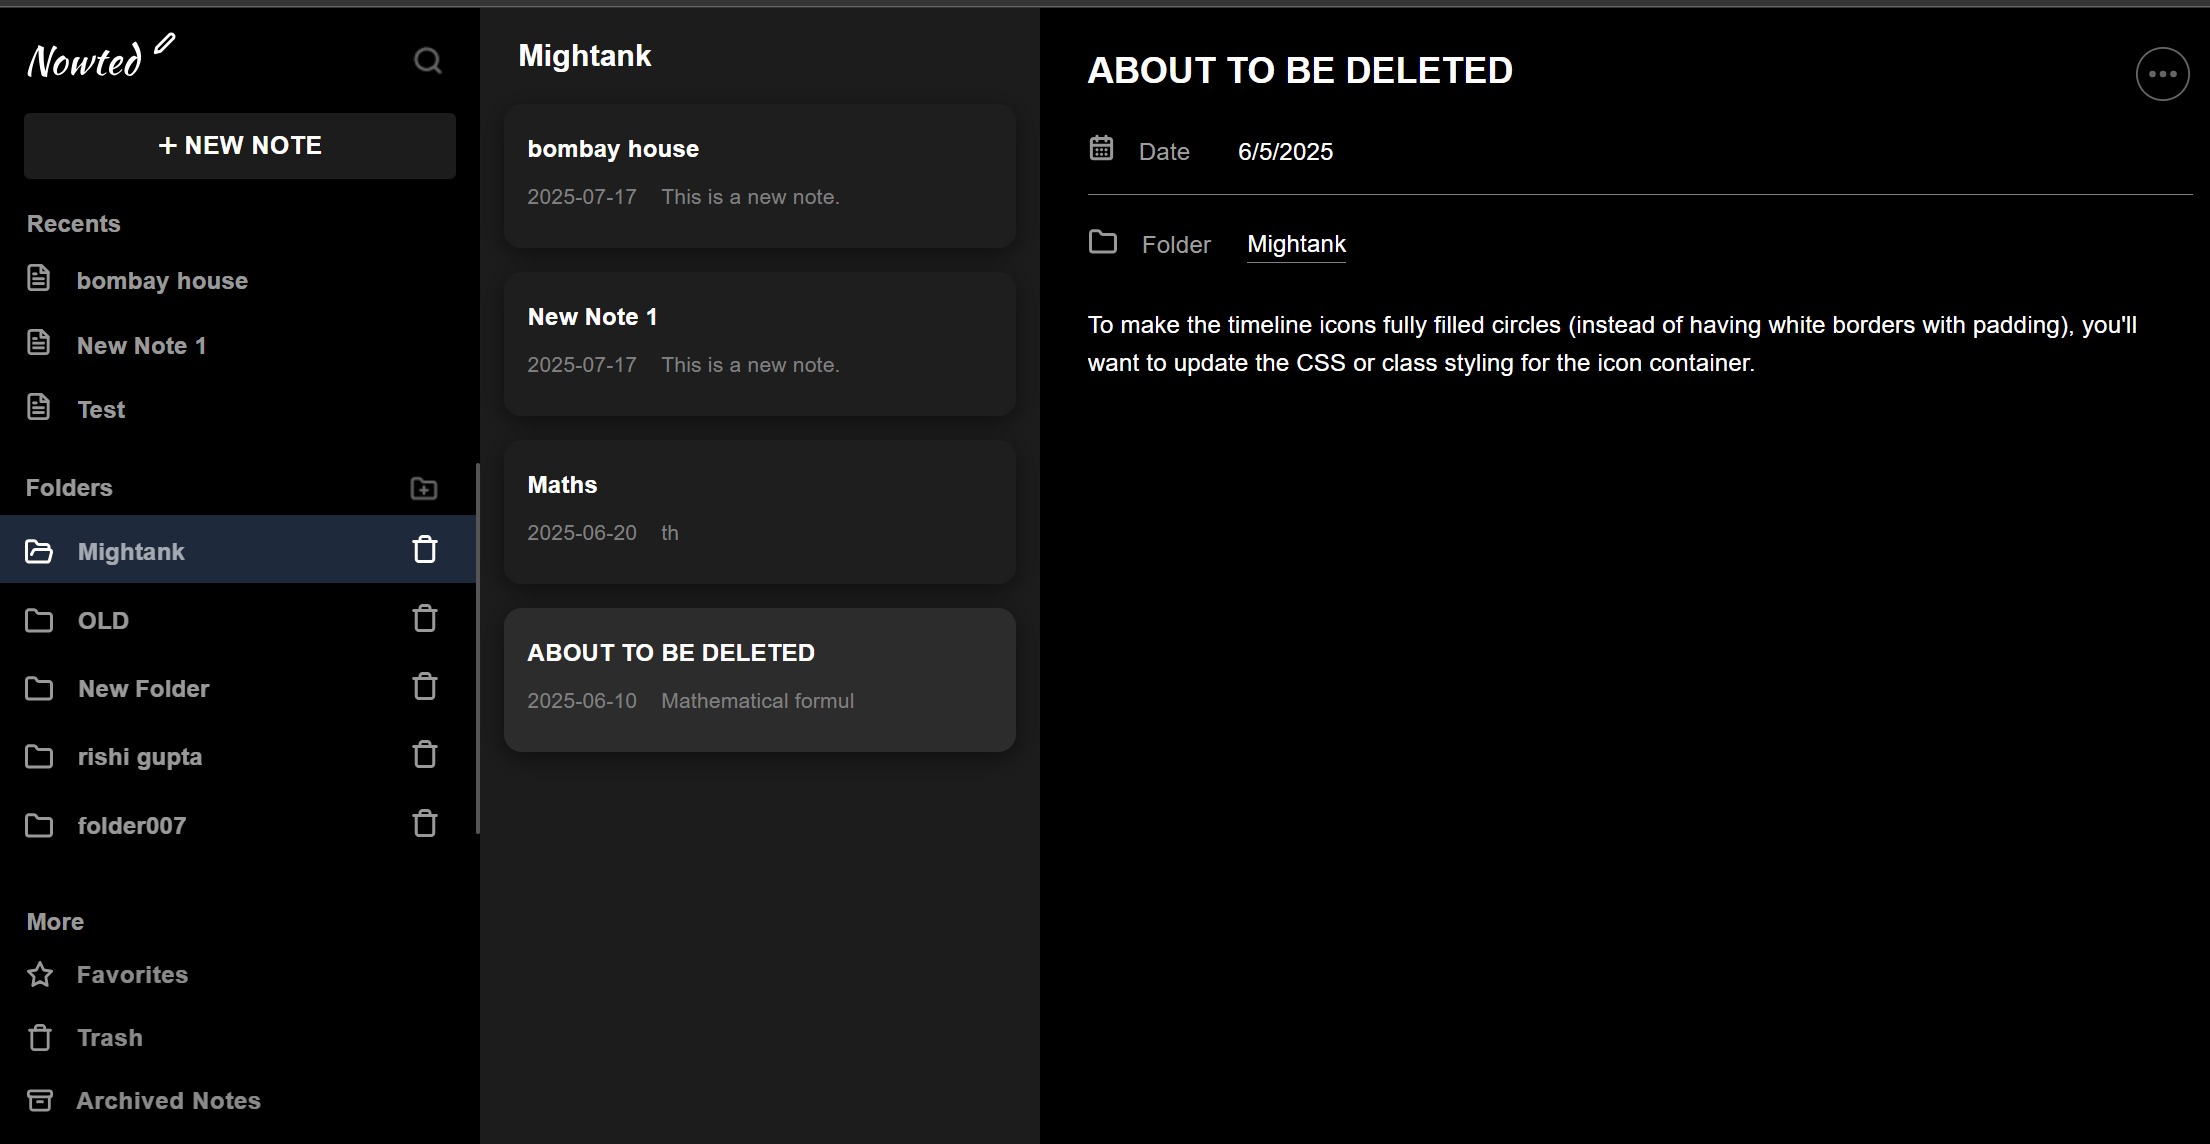 Nowted
+ NEW NOTE
Recents
bombay house
New Note 1
Test
Folders
Mightank
OLD
New Folder
rishi gupta
folder007
More
Favorites
Trash
Archived Notes
Mightank
bombay house
2025-07-17 This is a new note.
New Note 1
2025-07-17 This is a new note.
Maths
2025-06-20 th
ABOUT TO BE DELETED
2025-06-10 Mathematical formul
ABOUT TO BE DELETED
Date 6/5/2025
Folder Mightank
To make the timeline icons fully filled circles (instead of having white borders with padding), you'll
want to update the CSS or class styling for the icon container.